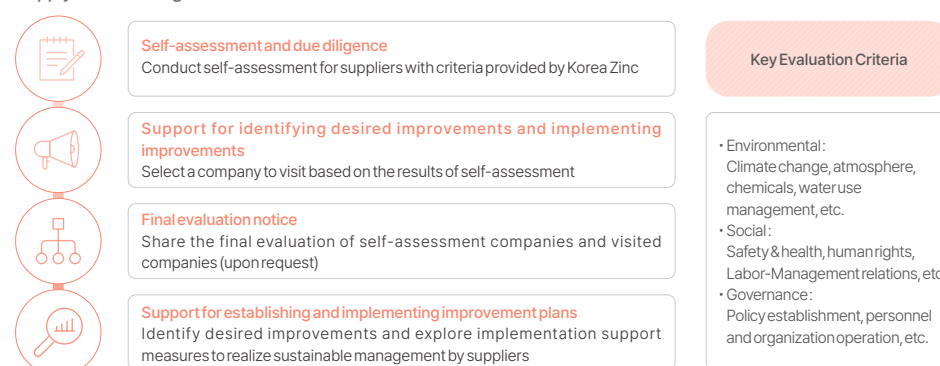 Self-assessment and due diligence
Conduct self-assessment for suppliers with criteria provided by Korea Zinc
Support for identifying desired improvements and implementing
improvements
Select a company to visit based on the results of self-assessment
Final evaluation notice
Share the final evaluation of self-assessment companies and visited
companies (upon request)
Support for establishing and implementing improvement plans
Identify desired improvements and explore implementation support
measures to realize sustainable management by suppliers
Key Evaluation Criteria
• Environmental:
Climate change, atmosphere,
chemicals, water use
management, etc.
• Social:
Safety & health, human rights,
Labor-Management relations, etc
• Governance:
Policy establishment, personnel
and organization operation, etc.